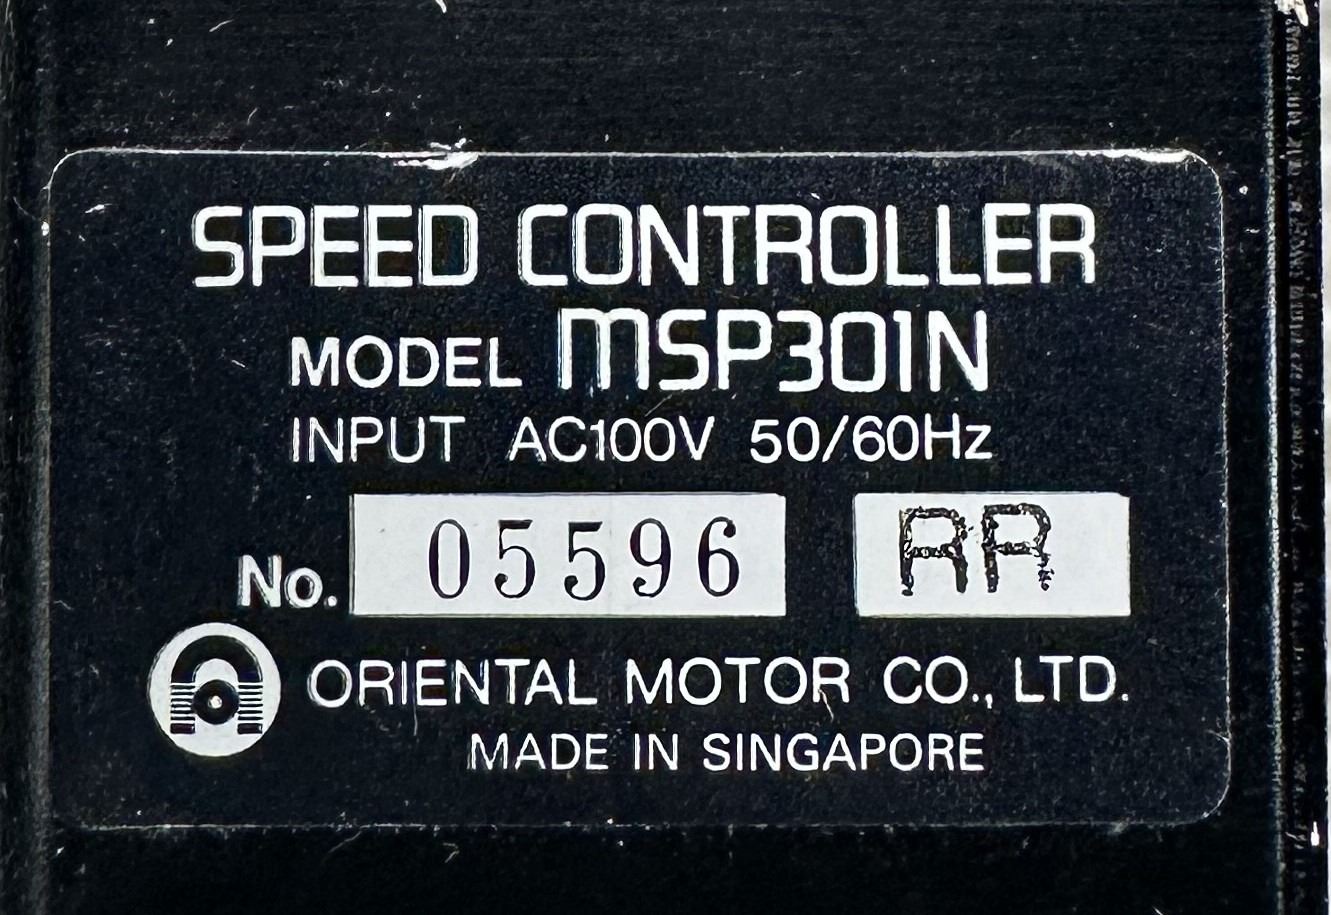 SPEED CONTROLLER
MODEL MSP301N
INPUT AC100V 50/60Hz
No. 05596 RR
ORIENTAL MOTOR CO., LTD.
MADE IN SINGAPORE